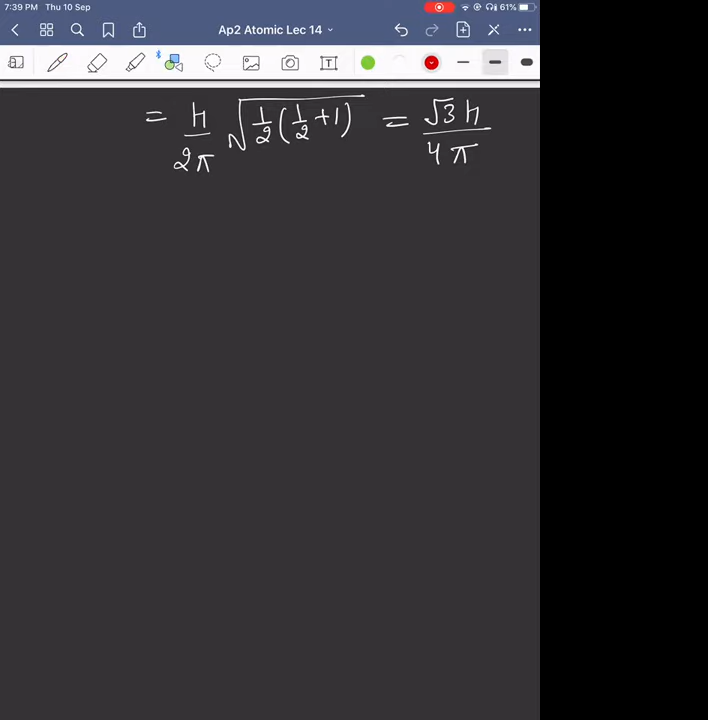 7:39 PM Thu 10 Sep 61%
Ap2 Atomic Lec 14
T
= h/2π √(1/2(1/2+1)) = √3 h/4π